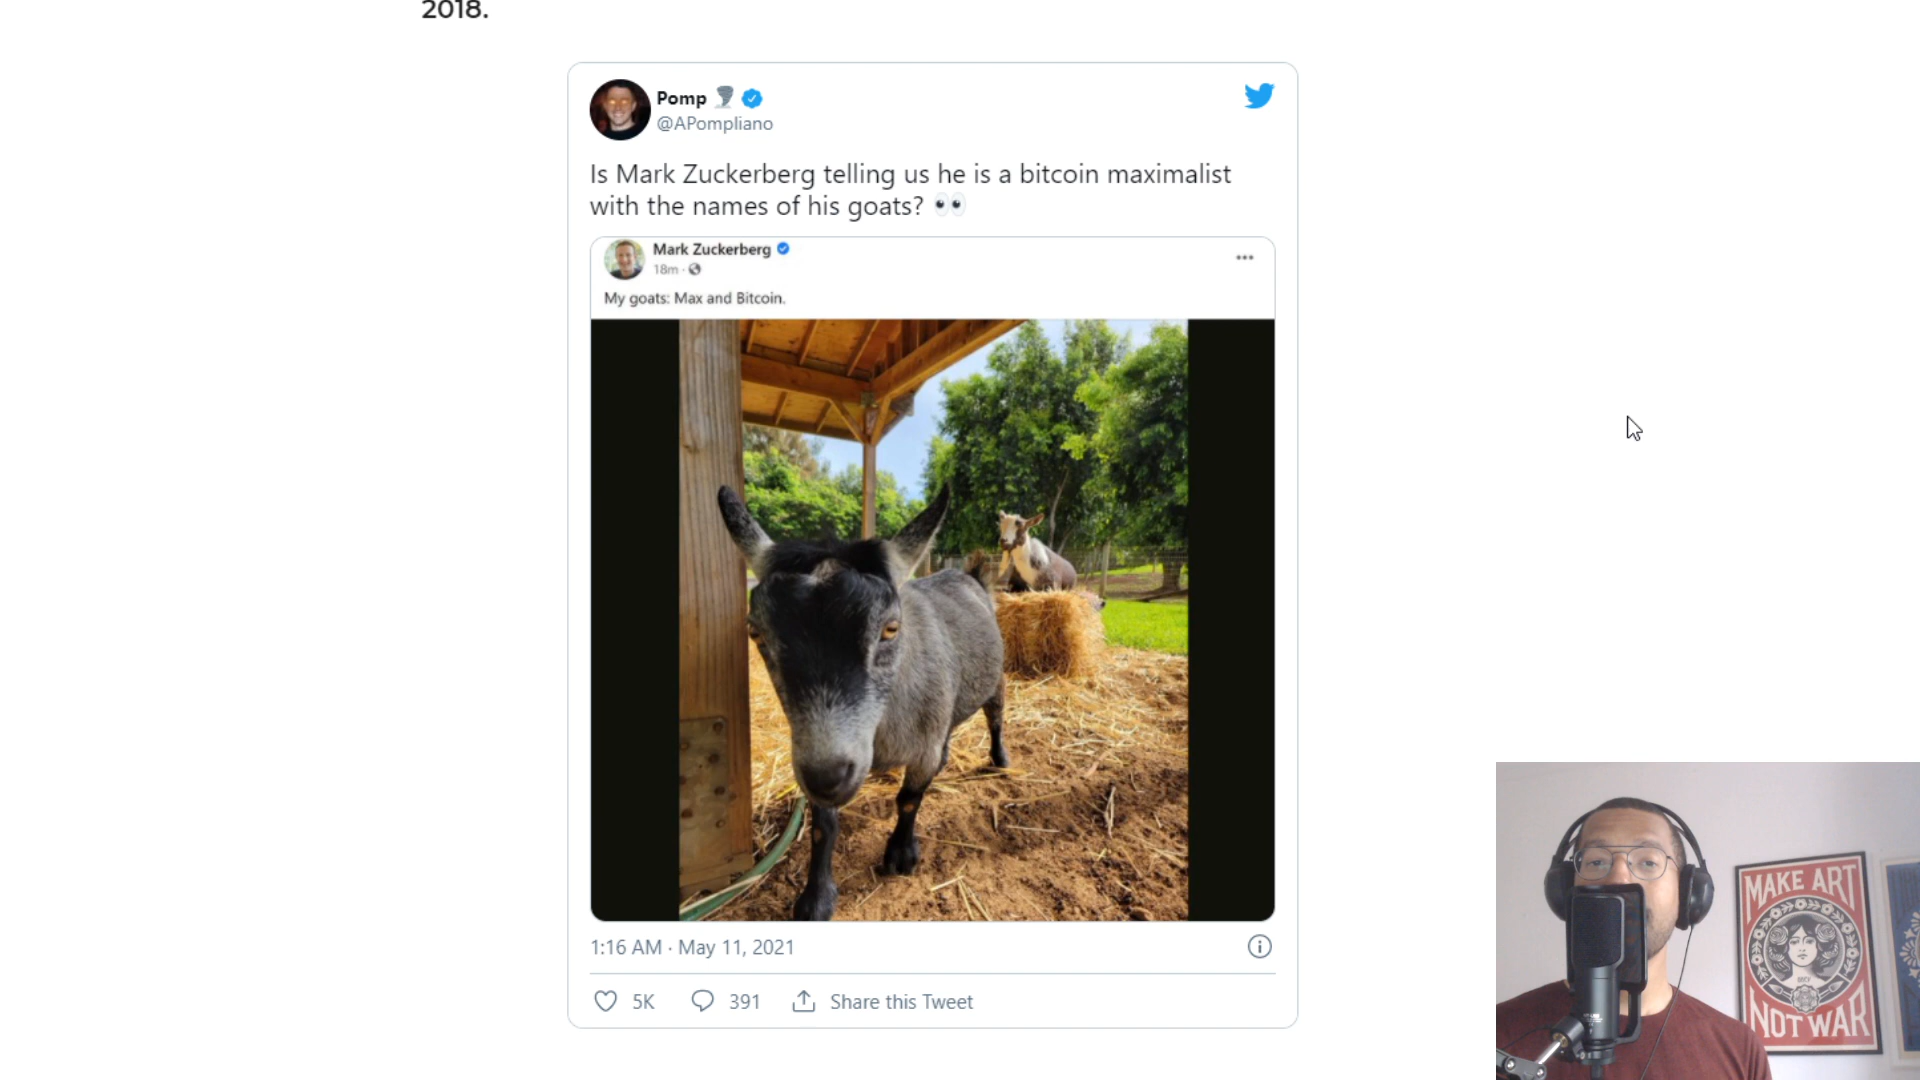 2018.
Pomp
@APompliano
Is Mark Zuckerberg telling us he is a bitcoin maximalist
with the names of his goats?
Mark Zuckerberg
18m ·
My goats: Max and Bitcoin.
1:16 AM · May 11, 2021
5K
391
Share this Tweet
MAKE ART
NOT WAR